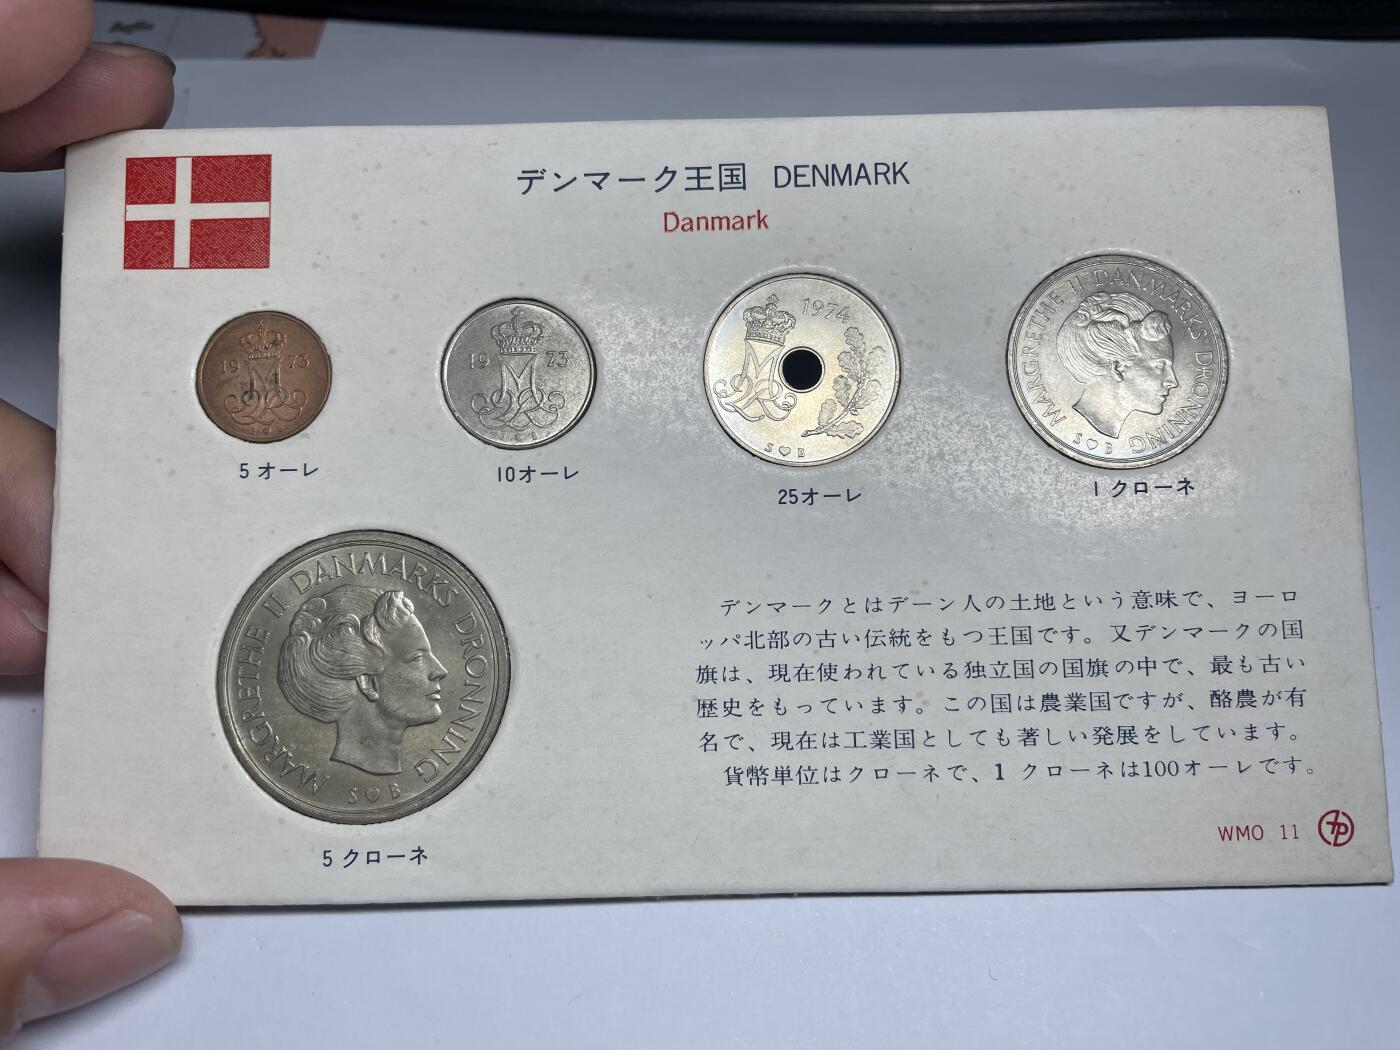 デンマーク王国 DENMARK
Danmark
19 73
19 73
1974
S♡B
MARGRETHE II DANMARKS DRONNING
S♡B
5 オーレ
10オーレ
25オーレ
1 クローネ
MARGRETHE II DANMARKS DRONNING
S♡B
5 クローネ
デンマークとはデーン人の土地という意味で、ヨーロ
ッパ北部の古い伝統をもつ王国です。又デンマークの国
旗は、現在使われている独立国の国旗の中で、最も古い
歴史をもっています。この国は農業国ですが、酪農が有
名で、現在は工業国としても著しい発展をしています。
貨幣単位はクローネで、1 クローネは100オーレです。
WMO 11